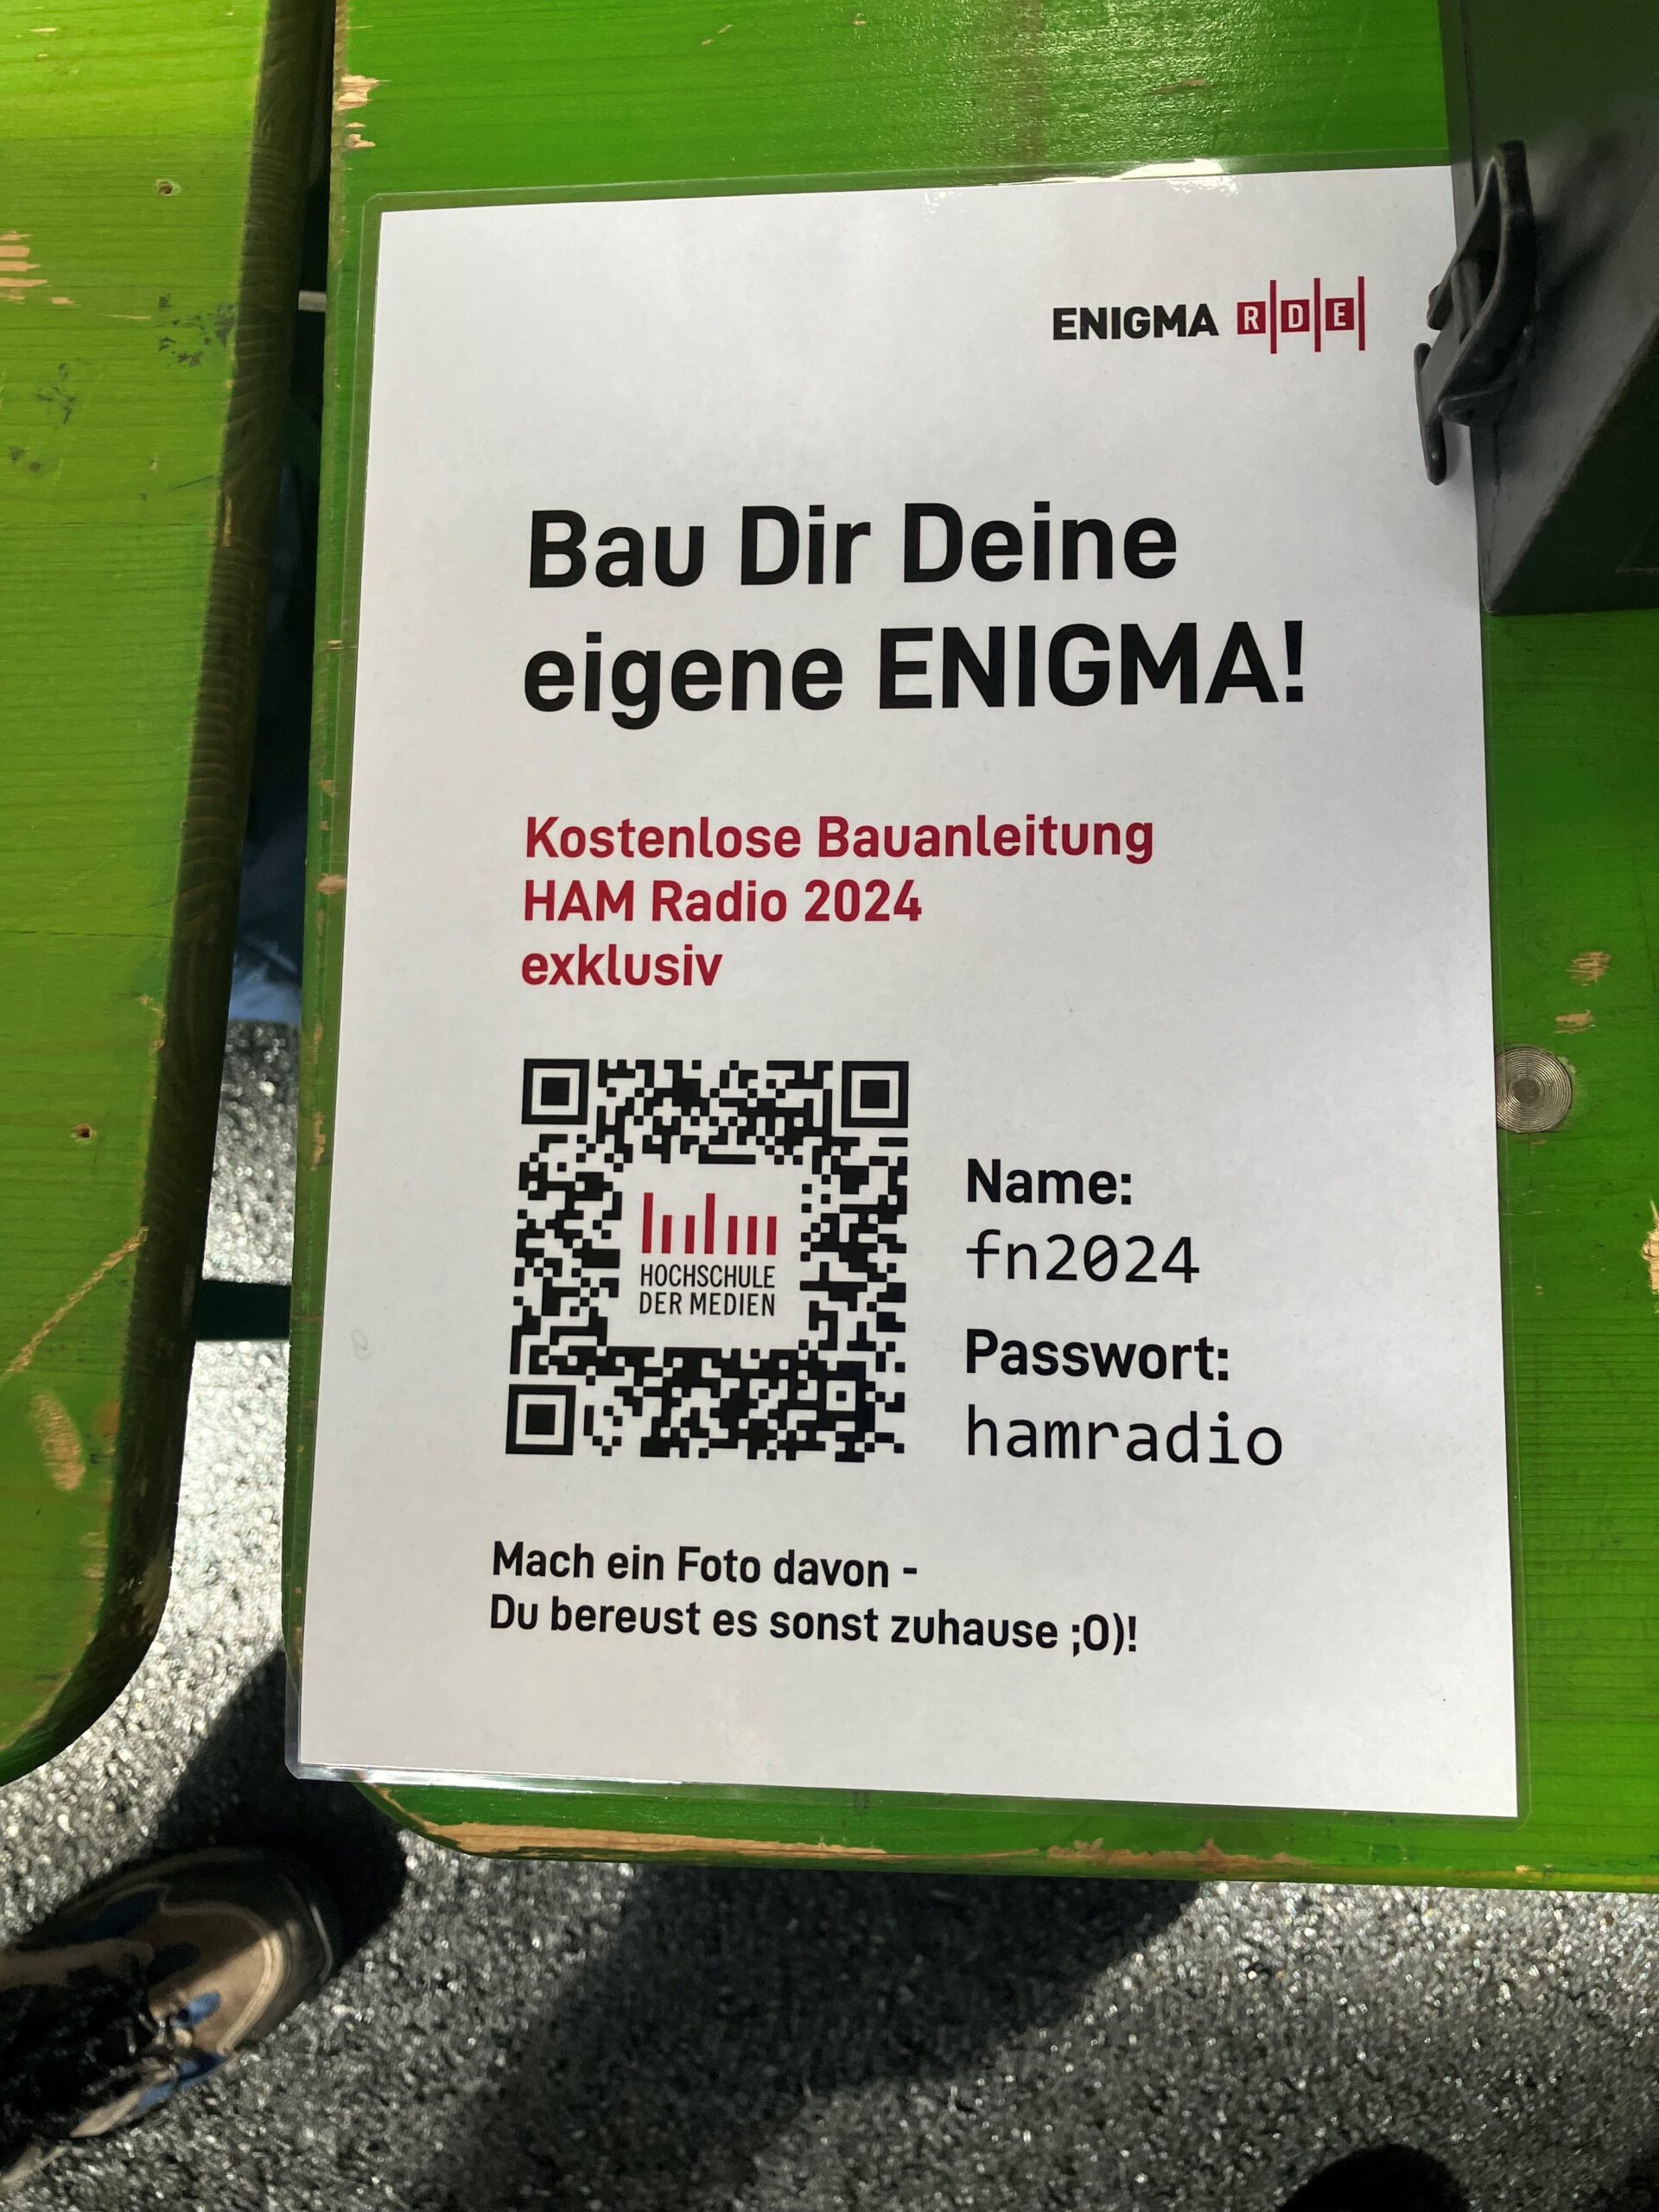 ENIGMA RDE
Bau Dir Deine
eigene ENIGMA!
Kostenlose Bauanleitung
HAM Radio 2024
exklusiv
HOCHSCHULE
DER MEDIEN
Name:
fn2024
Passwort:
hamradio
Mach ein Foto davon -
Du bereust es sonst zuhause ;O)!